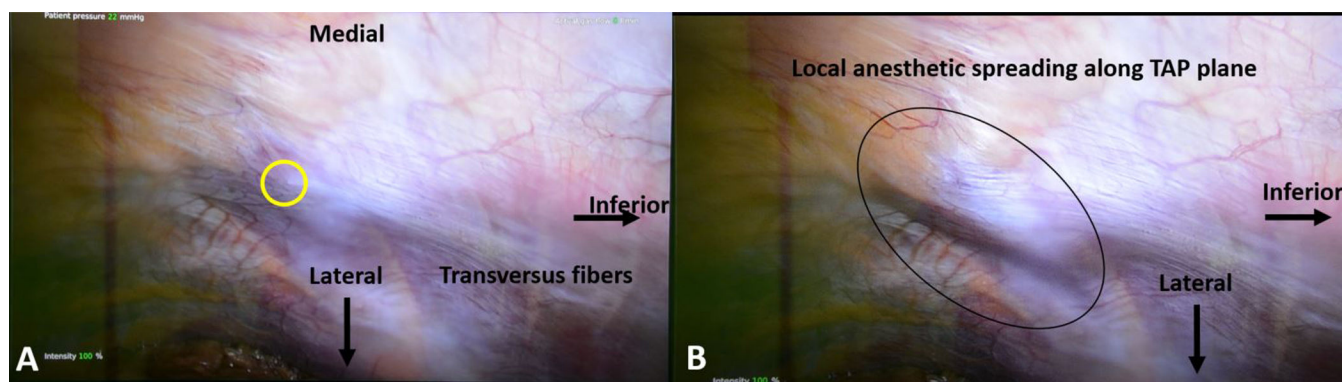 Patient pressure 22 mmHg
Medial
Inferior
Lateral
Transversus fibers
Intensity 100 %
A
Local anesthetic spreading along TAP plane
Inferior
Lateral
Intensity 100 %
B